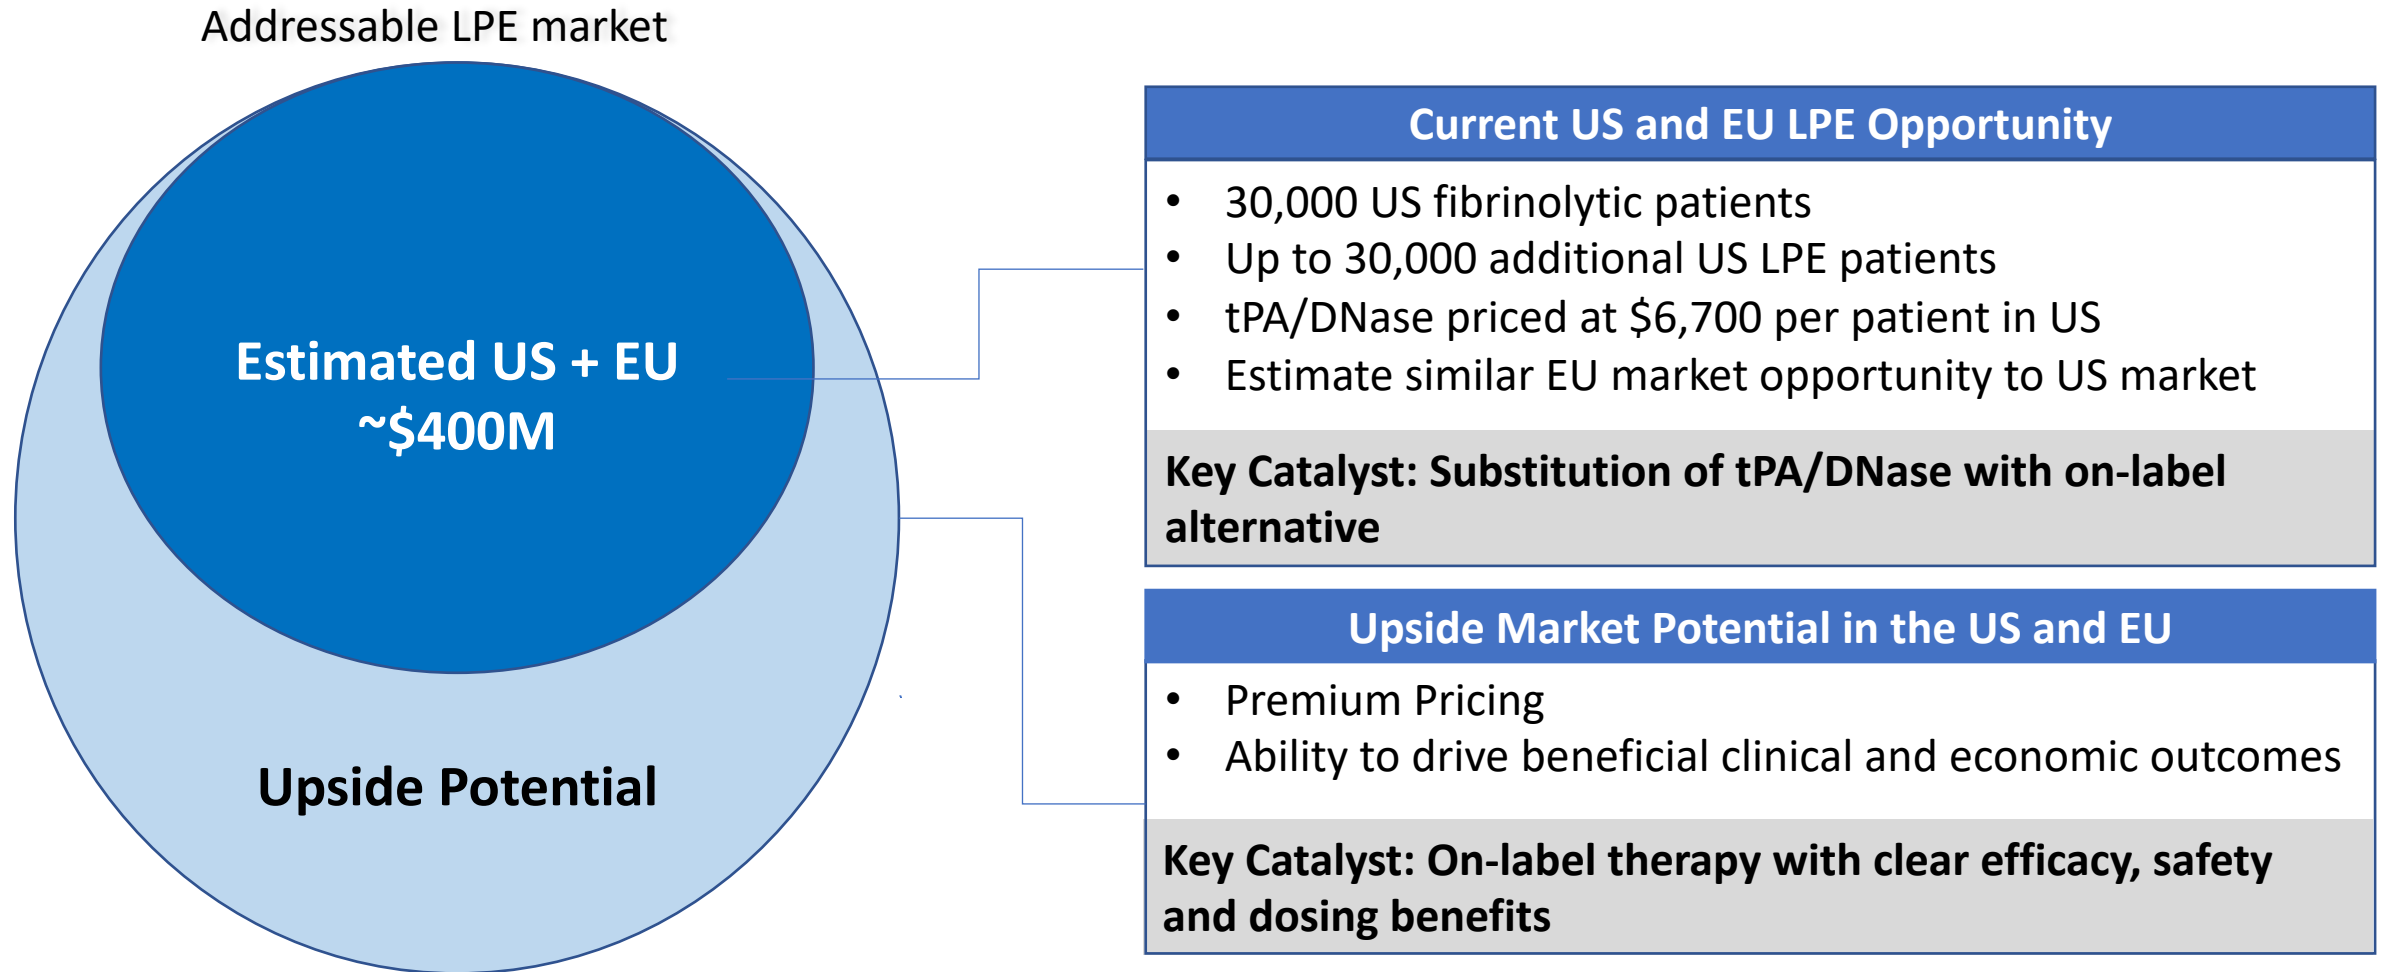 Addressable LPE market
Estimated US + EU
~$400M
Upside Potential
Current US and EU LPE Opportunity
• 30,000 US fibrinolytic patients
• Up to 30,000 additional US LPE patients
• tPA/DNase priced at $6,700 per patient in US
• Estimate similar EU market opportunity to US market
Key Catalyst: Substitution of tPA/DNase with on-label
alternative
Upside Market Potential in the US and EU
• Premium Pricing
• Ability to drive beneficial clinical and economic outcomes
Key Catalyst: On-label therapy with clear efficacy, safety
and dosing benefits